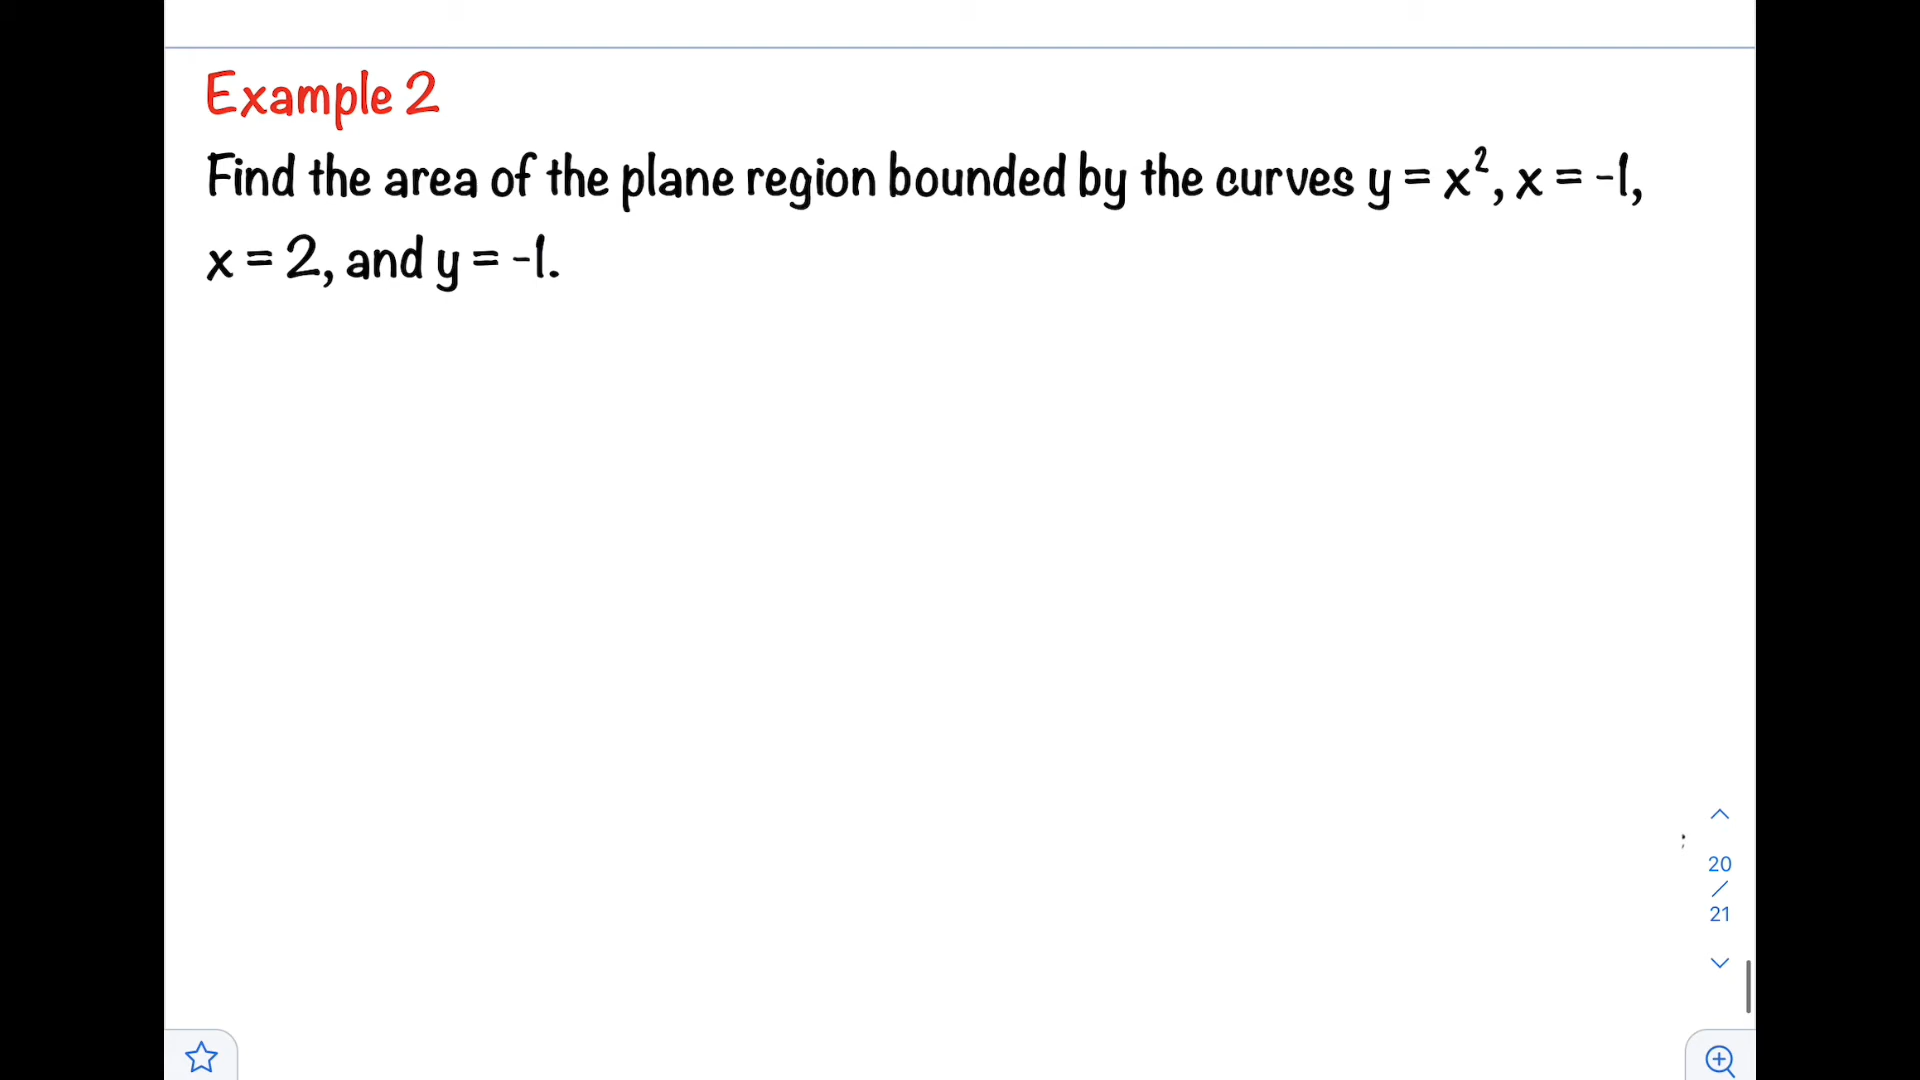 Example 2
Find the area of the plane region bounded by the curves y = x², x = -1,
x = 2, and y = -1.
20
/
21